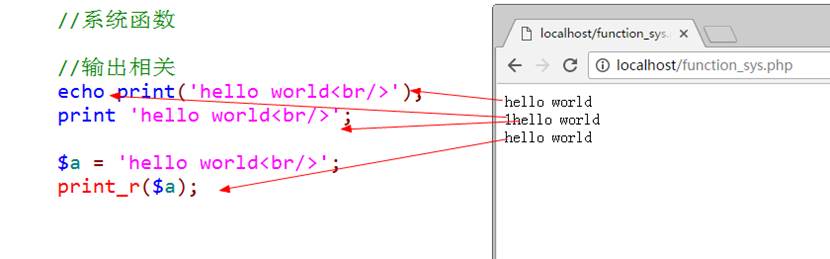 //系统函数
//输出相关
echo print('hello world<br/>');
print 'hello world<br/>';
$a = 'hello world<br/>';
print_r($a);
localhost/function_sys.
localhost/function_sys.php
hello world
1hello world
hello world